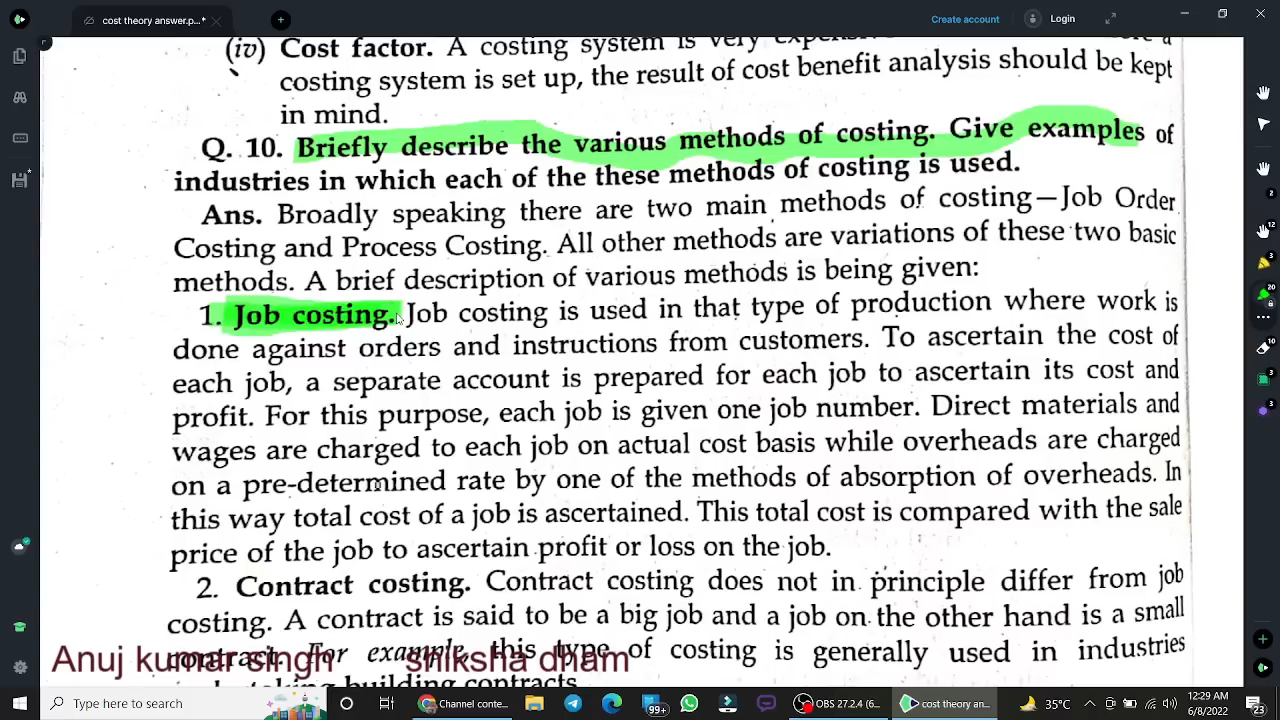 cost theory answer.p...
Create account
Login
(iv) Cost factor. A costing system is very
costing system is set up, the result of cost benefit analysis should be kept
in mind.
Q. 10. Briefly describe the various methods of costing. Give examples of
industries in which each of the these methods of costing is used.
Ans. Broadly speaking there are two main methods of costing—Job Order
Costing and Process Costing. All other methods are variations of these two basic
methods. A brief description of various methods is being given:
1. Job costing. Job costing is used in that type of production where work is
done against orders and instructions from customers. To ascertain the cost of
each job, a separate account is prepared for each job to ascertain its cost and
profit. For this purpose, each job is given one job number. Direct materials and
wages are charged to each job on actual cost basis while overheads are charged
on a pre-determined rate by one of the methods of absorption of overheads. In
this way total cost of a job is ascertained. This total cost is compared with the sale
price of the job to ascertain profit or loss on the job.
2. Contract costing. Contract costing does not in principle differ from job
costing. A contract is said to be a big job and a job on the other hand is a small
contract. For example, this type of costing is generally used in industries
Anuj kumar singh shiksha dham
building contracts.
Type here to search
Chrome conte...
99+
OBS 27.2.4 (6...
cost theory an...
35°C
12:29 AM
6/8/2022
23
2
12
3
20
10
3
3